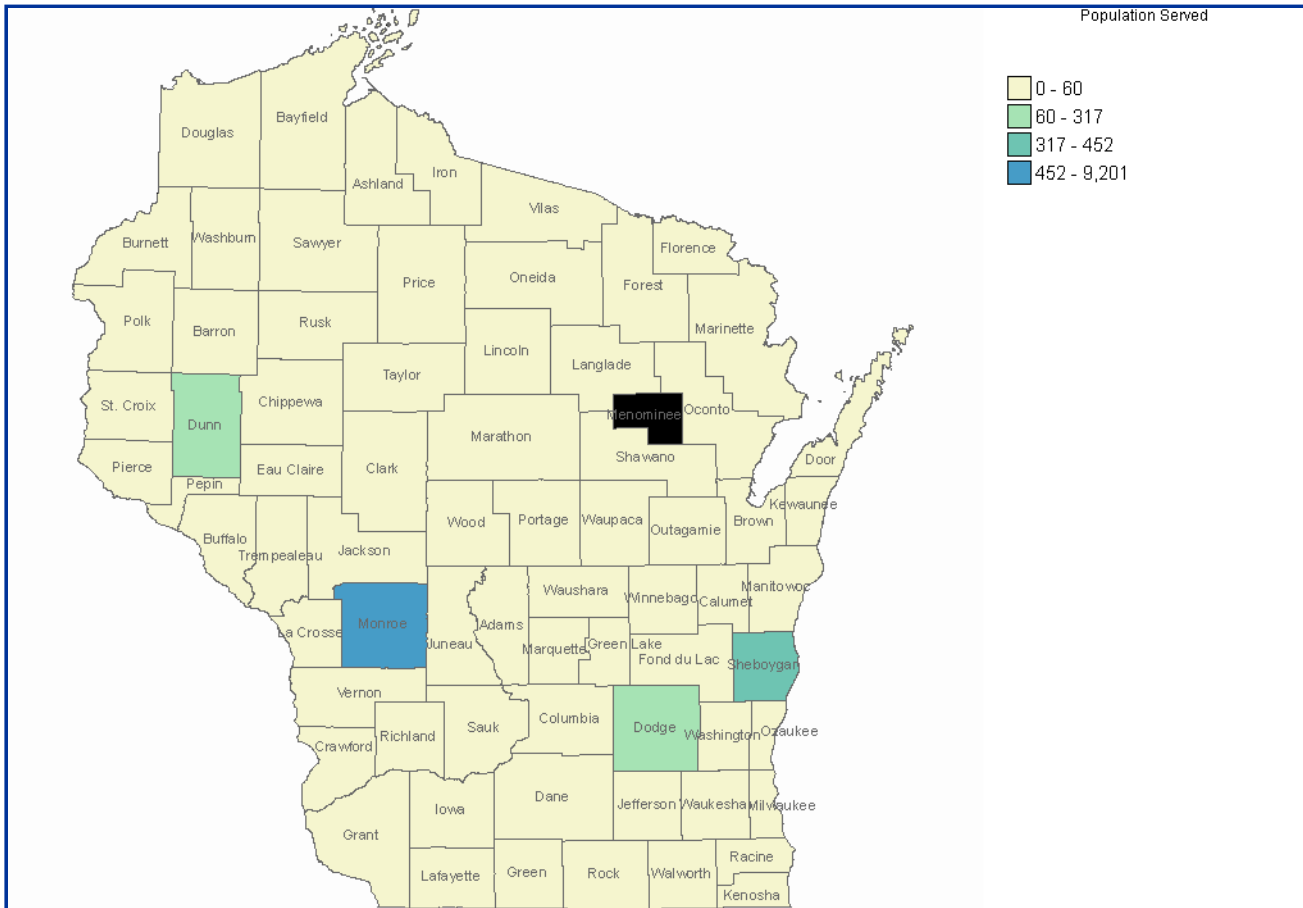 Population Served
0 - 60
60 - 317
317 - 452
452 - 9,201
Douglas
Bayfield
Ashland
Iron
Vilas
Burnett
Washburn
Sawyer
Price
Oneida
Forest
Florence
Marinette
Polk
Barron
Rusk
Lincoln
Langlade
Taylor
St. Croix
Dunn
Chippewa
Menominee
Oconto
Marathon
Pierce
Eau Claire
Clark
Shawano
Door
Pepin
Wood
Portage
Waupaca
Outagamie
Brown
Kewaunee
Buffalo
Trempealeau
Jackson
Waushara
Winnebago
Calumet
Manitowoc
La Crosse
Monroe
Juneau
Adams
Marquette
Green Lake
Fond du Lac
Sheboygan
Vernon
Crawford
Richland
Sauk
Columbia
Dodge
Washington
Ozaukee
Grant
Iowa
Dane
Jefferson
Waukesha
Milwaukee
Lafayette
Green
Rock
Walworth
Racine
Kenosha